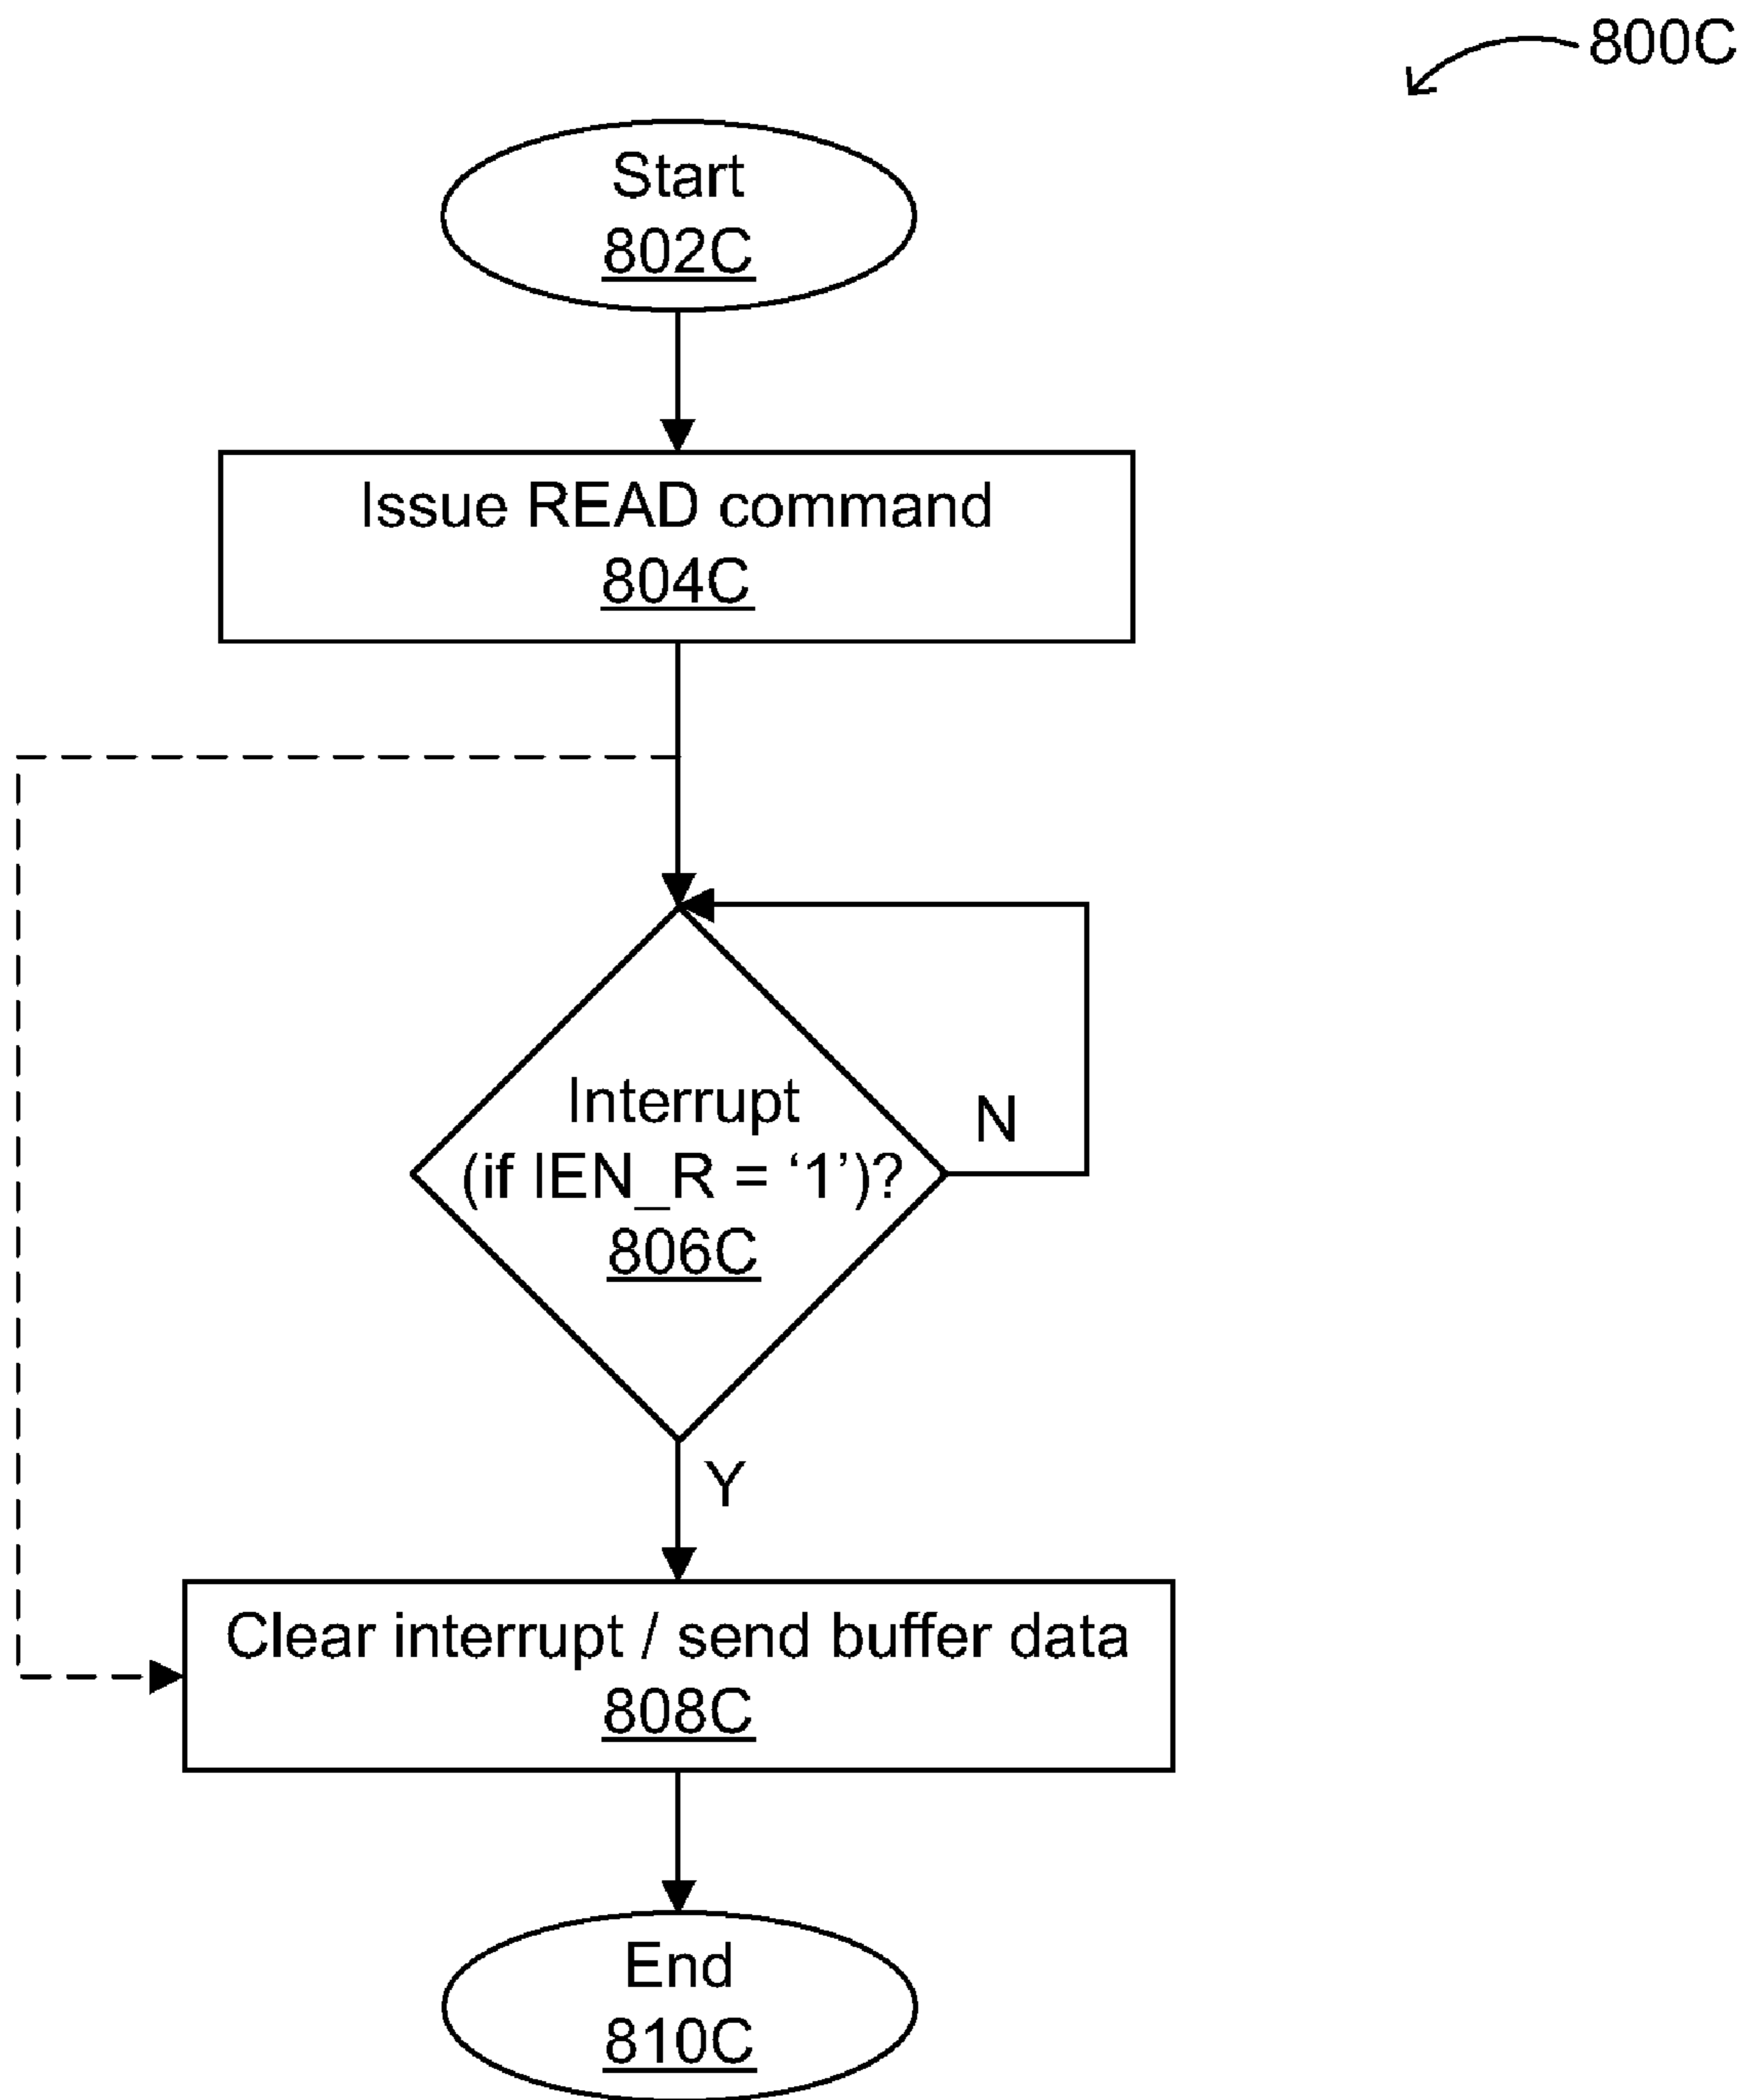 800C
Start
802C
Issue READ command
804C
Interrupt
(if IEN_R = ‘1’)?
806C
N
Y
Clear interrupt / send buffer data
808C
End
810C